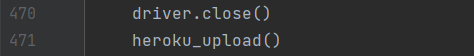 470 driver.close()
471 heroku_upload()